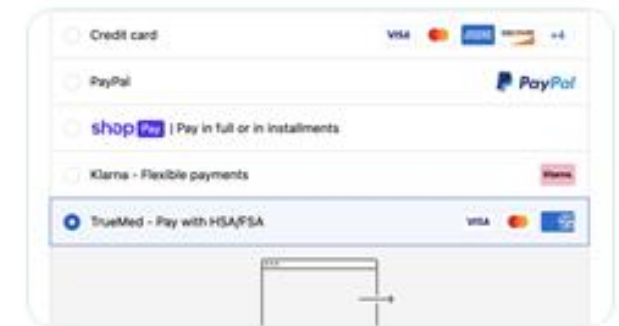 Credit card VISA +4
PayPal PayPal
shop Pay | Pay in full or in installments
Klarna - Flexible payments Klarna
TrueMed - Pay with HSA/FSA VISA